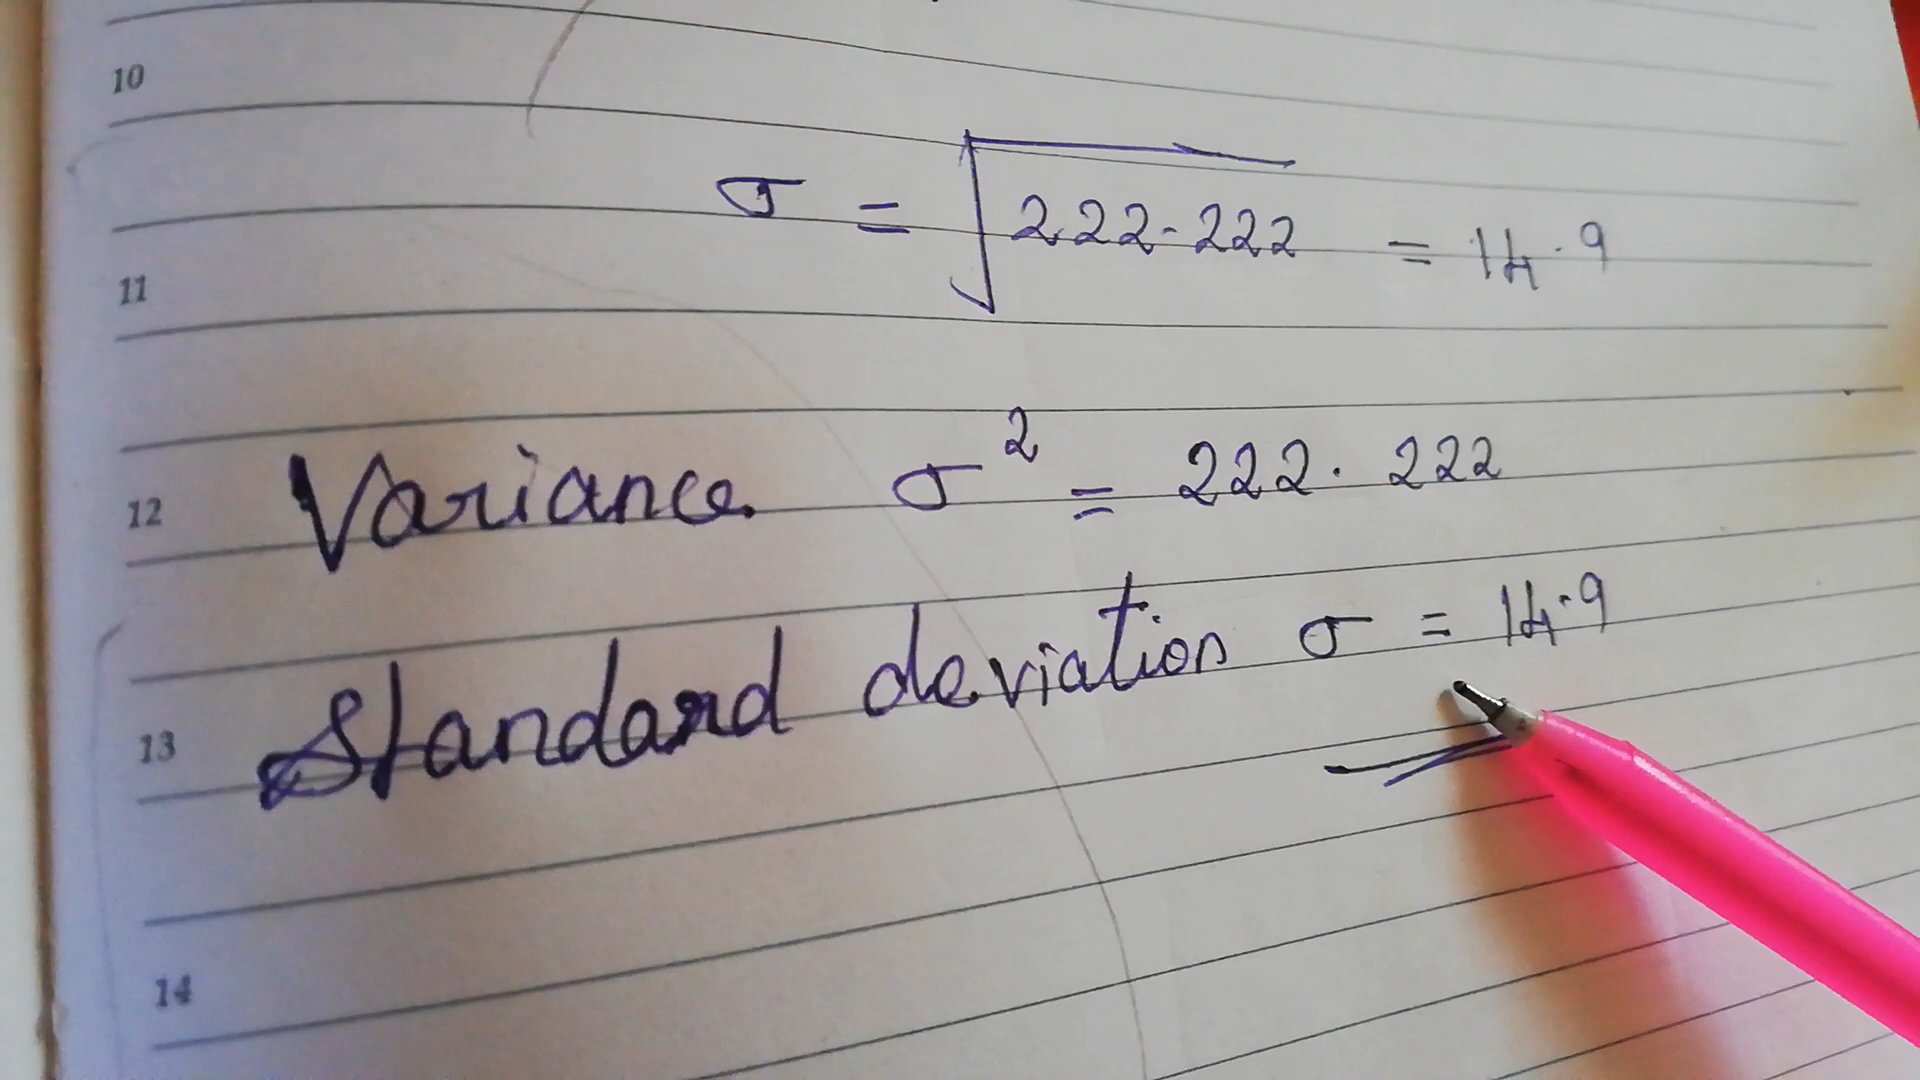 10
σ = √222.222 = 14.9
11
12 Variance σ² = 222.222
Standard deviation σ = 14.9
13
14